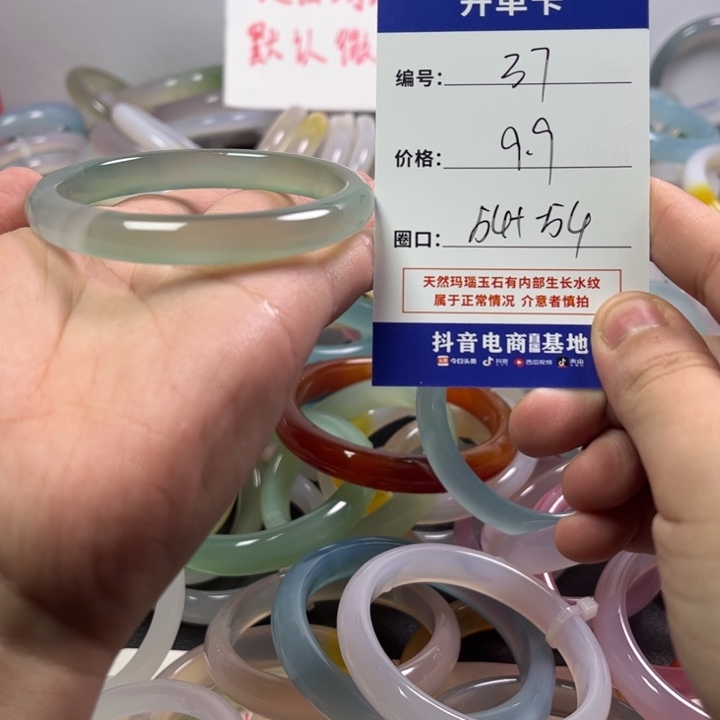 默认微
开单卡
编号: 37
价格: 9.9
圈口: 54+ 54
天然玛瑙玉石有内部生长水纹
属于正常情况 介意者慎拍
抖音电商直播基地
今日头条 抖音 西瓜视频 火山